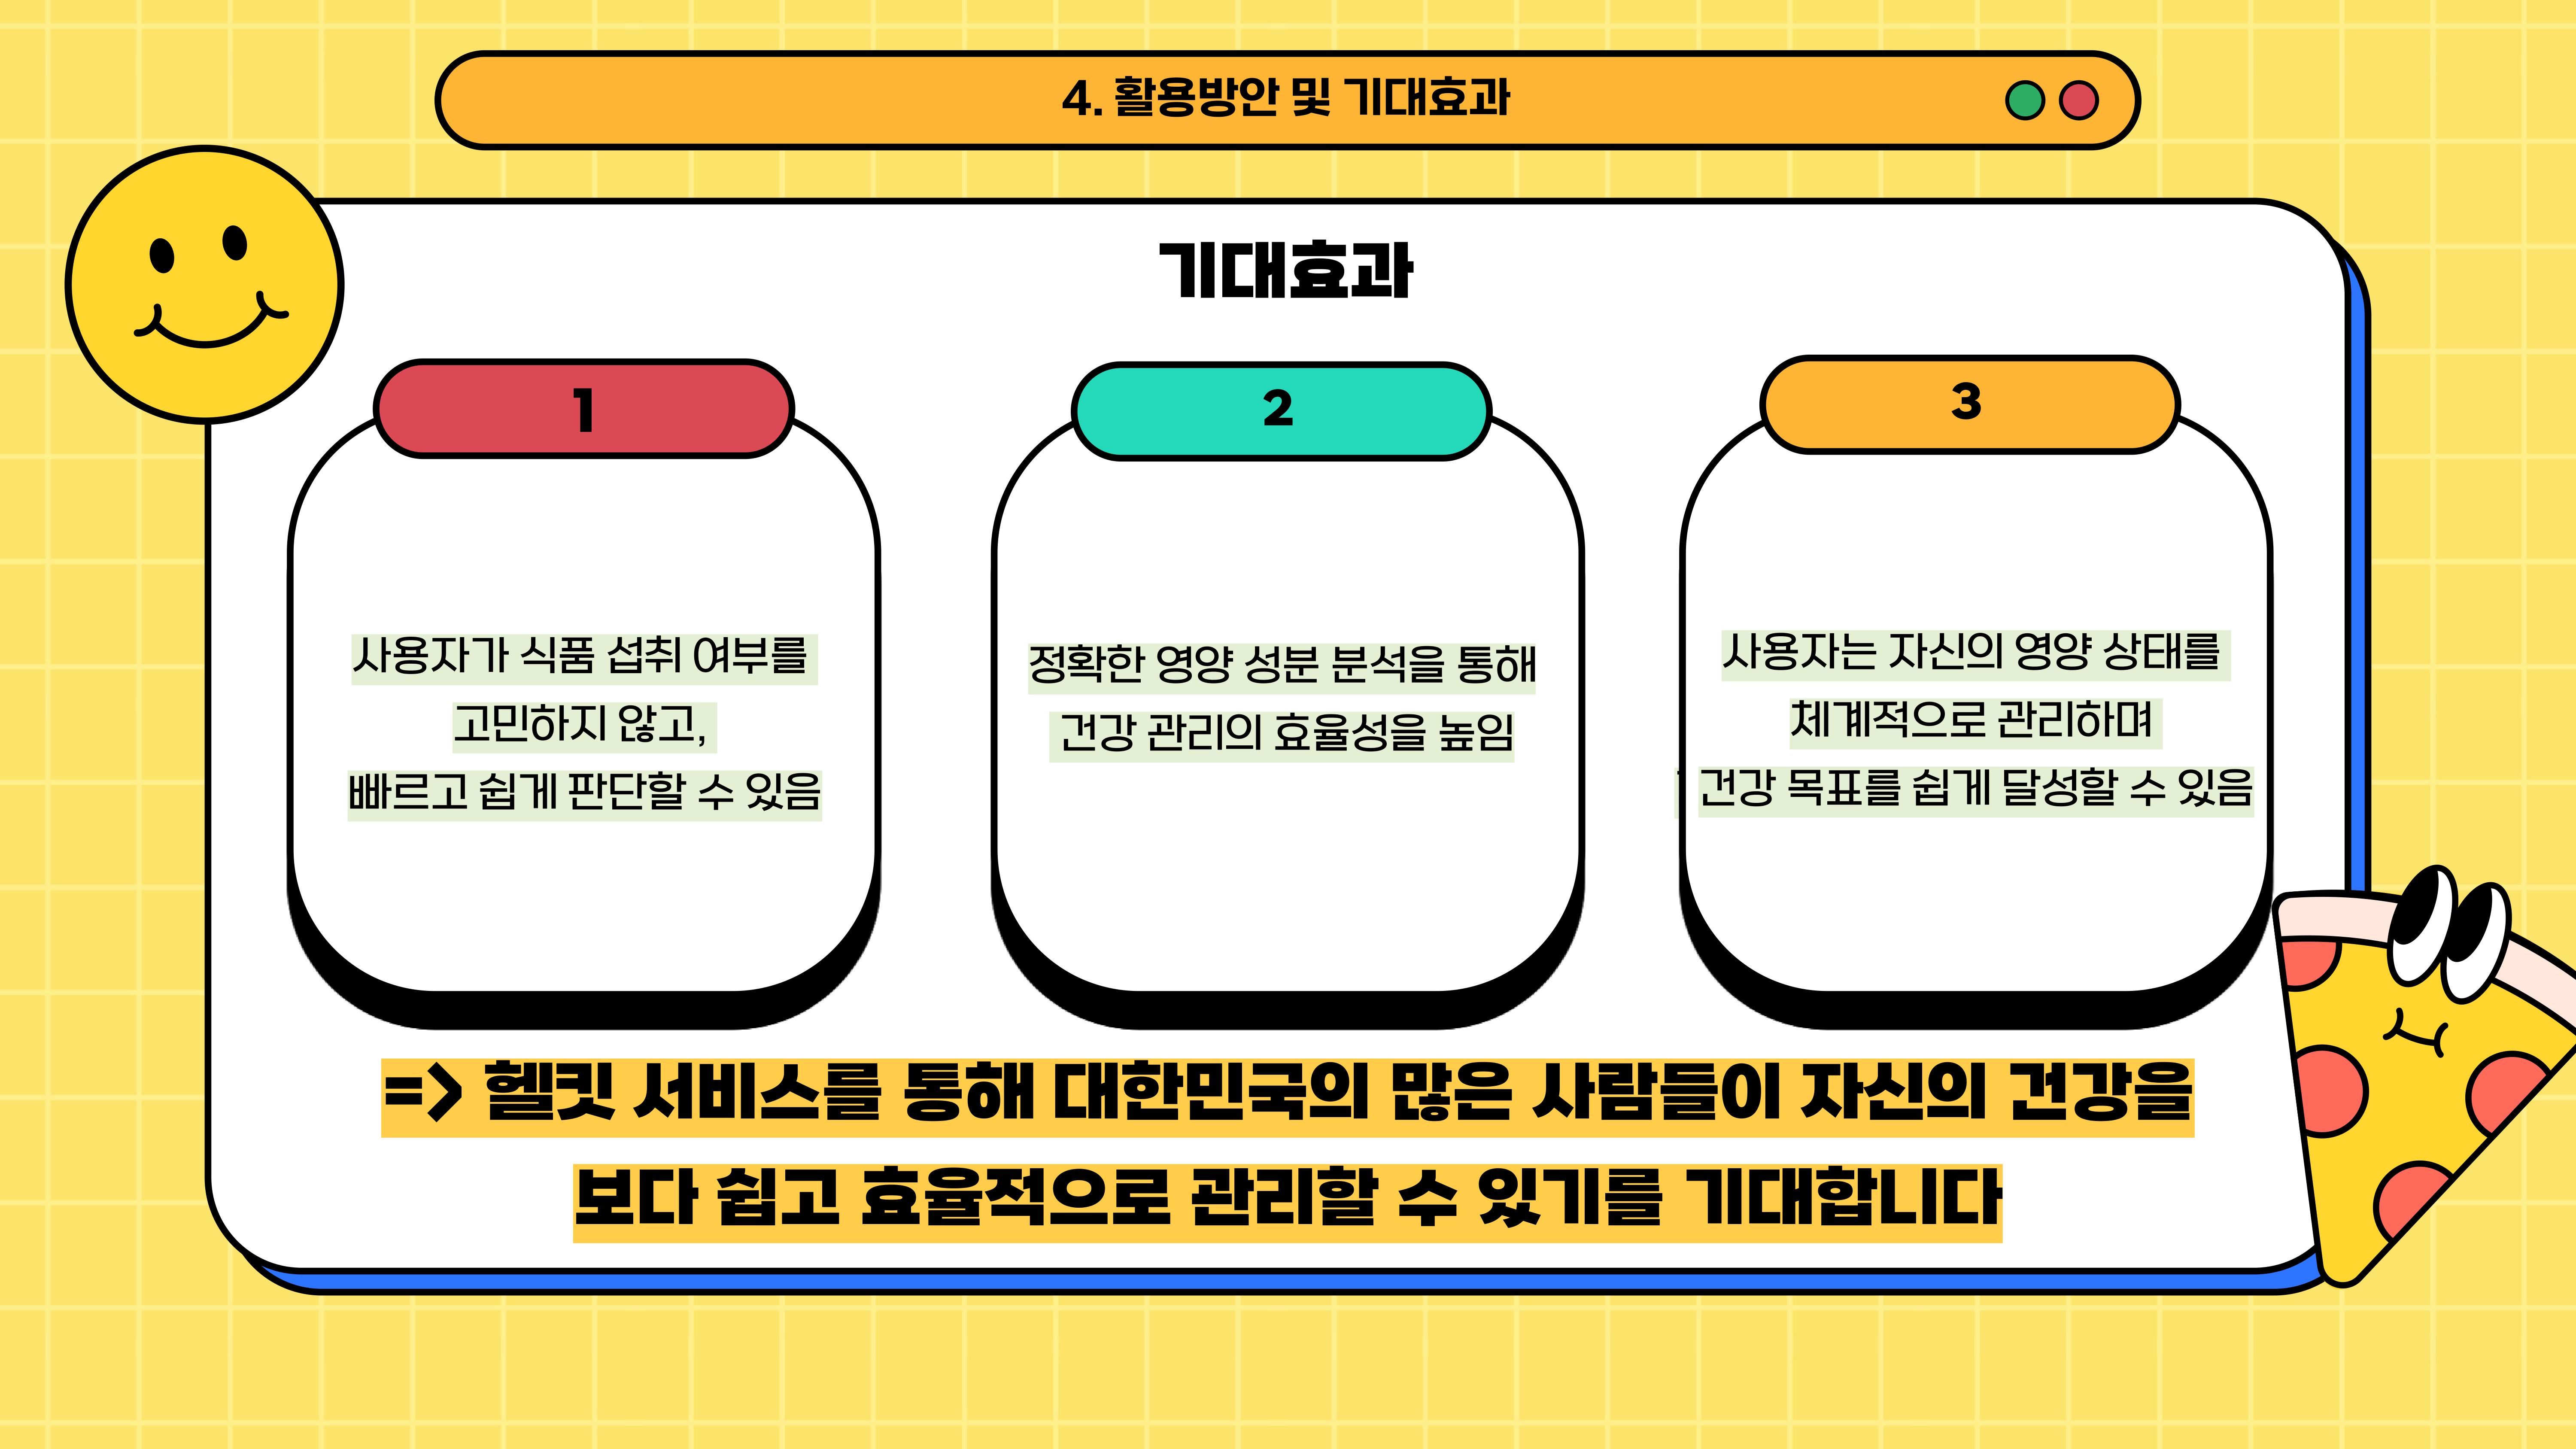 4. 활용방안 및 기대효과
기대효과
1
사용자가 식품 섭취 여부를
고민하지 않고,
빠르고 쉽게 판단할 수 있음
2
정확한 영양 성분 분석을 통해
건강 관리의 효율성을 높임
3
사용자는 자신의 영양 상태를
체계적으로 관리하며
건강 목표를 쉽게 달성할 수 있음
=> 헬킷 서비스를 통해 대한민국의 많은 사람들이 자신의 건강을
보다 쉽고 효율적으로 관리할 수 있기를 기대합니다